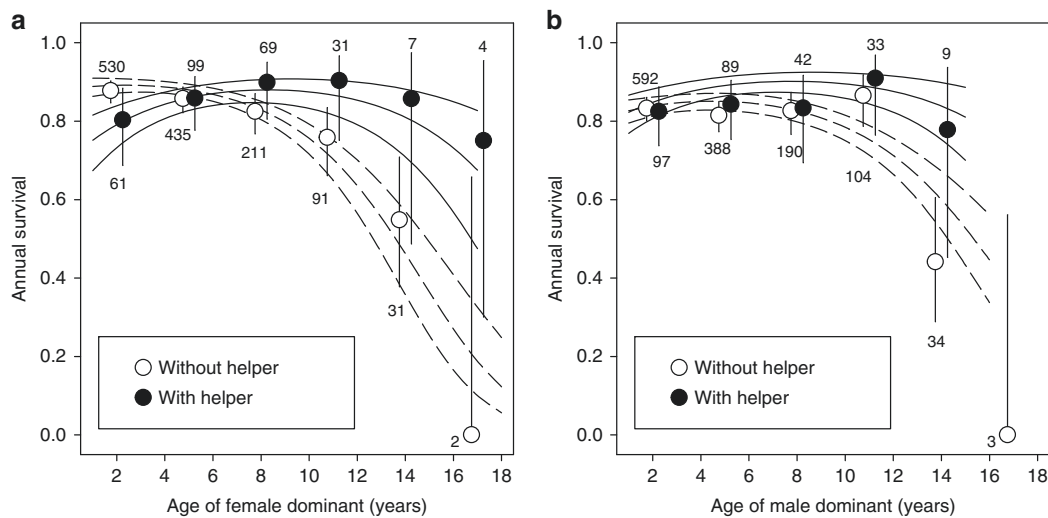 a
1.0
0.8
0.6
0.4
0.2
0.0
Annual survival
530
99
69
31
7
4
61
435
211
91
31
2
Without helper
With helper
2 4 6 8 10 12 14 16 18
Age of female dominant (years)
b
1.0
0.8
0.6
0.4
0.2
0.0
Annual survival
592
89
42
33
9
97
388
190
104
34
3
Without helper
With helper
2 4 6 8 10 12 14 16 18
Age of male dominant (years)